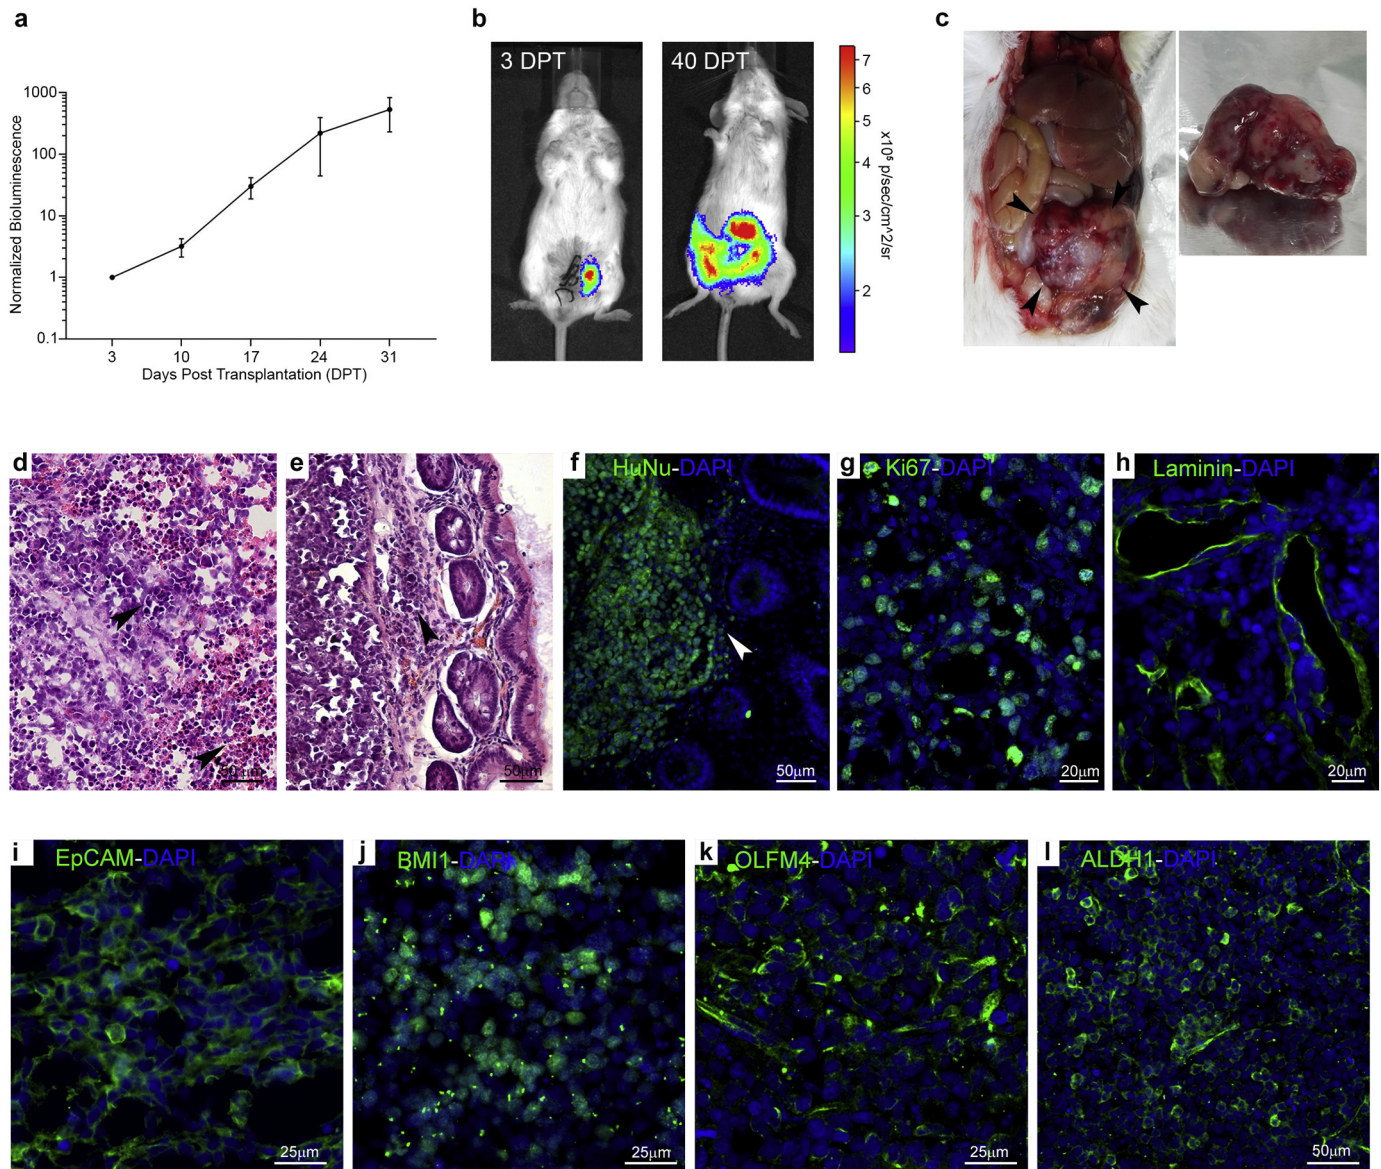 a
b
c
1000
100
10
1
0.1
Normalized Bioluminescence
3
10
17
24
31
Days Post Transplantation (DPT)
3 DPT
40 DPT
7
6
5
4
3
2
x10⁵ p/sec/cm^2/sr
d
e
f
g
h
HuNu-DAPI
Ki67-DAPI
Laminin-DAPI
50μm
50μm
50μm
20μm
20μm
i
j
k
l
EpCAM-DAPI
BMI1-DAPI
OLFM4-DAPI
ALDH1-DAPI
25μm
25μm
25μm
50μm